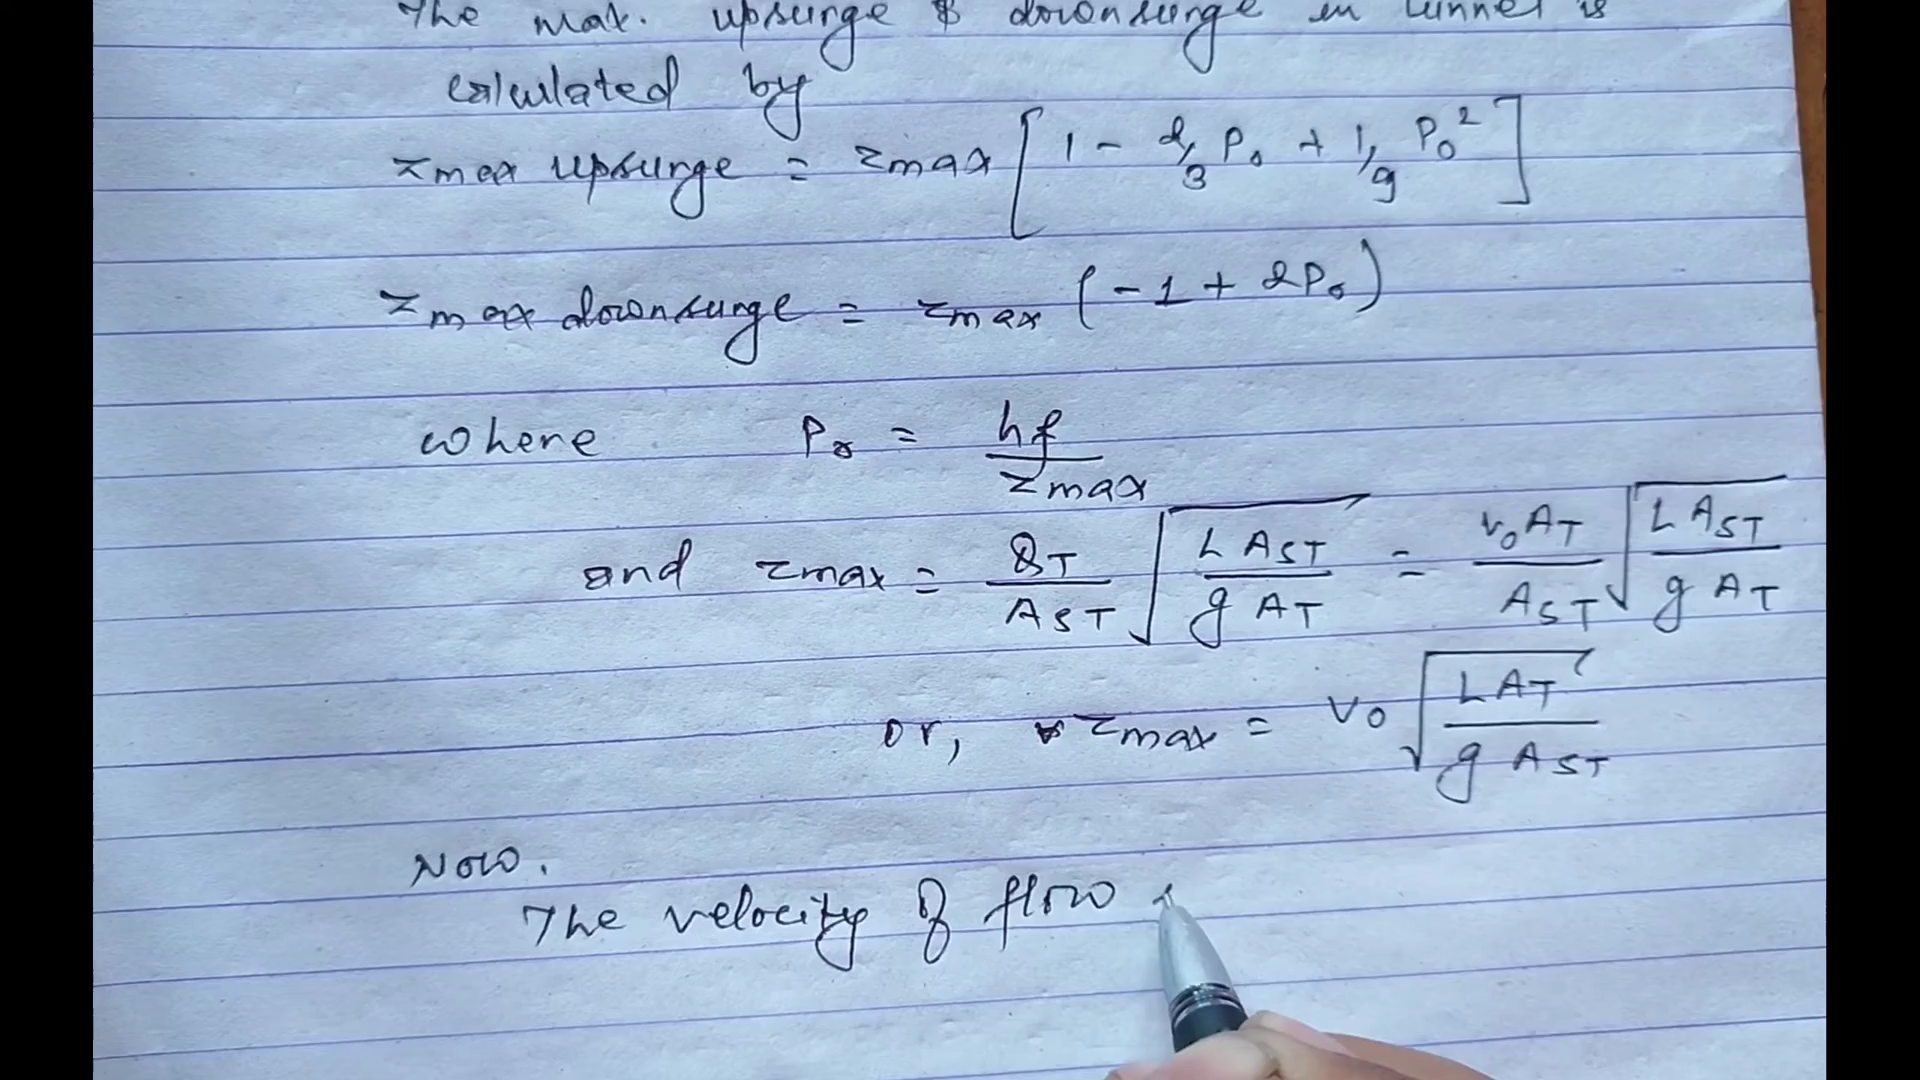 The max. upsurge & downsurge in tunnel is
calculated by
zmax upsurge = zmax [1 - 2/3 P₀ + 1/9 P₀²]
zmax downsurge = zmax (-1 + 2P₀)
where P₀ = hf / zmax
and zmax = QT / AST √(L AST / g AT) = v₀AT / AST √(L AST / g AT)
or, zmax = v₀ √(L AT / g AST)
Now.
The velocity of flow